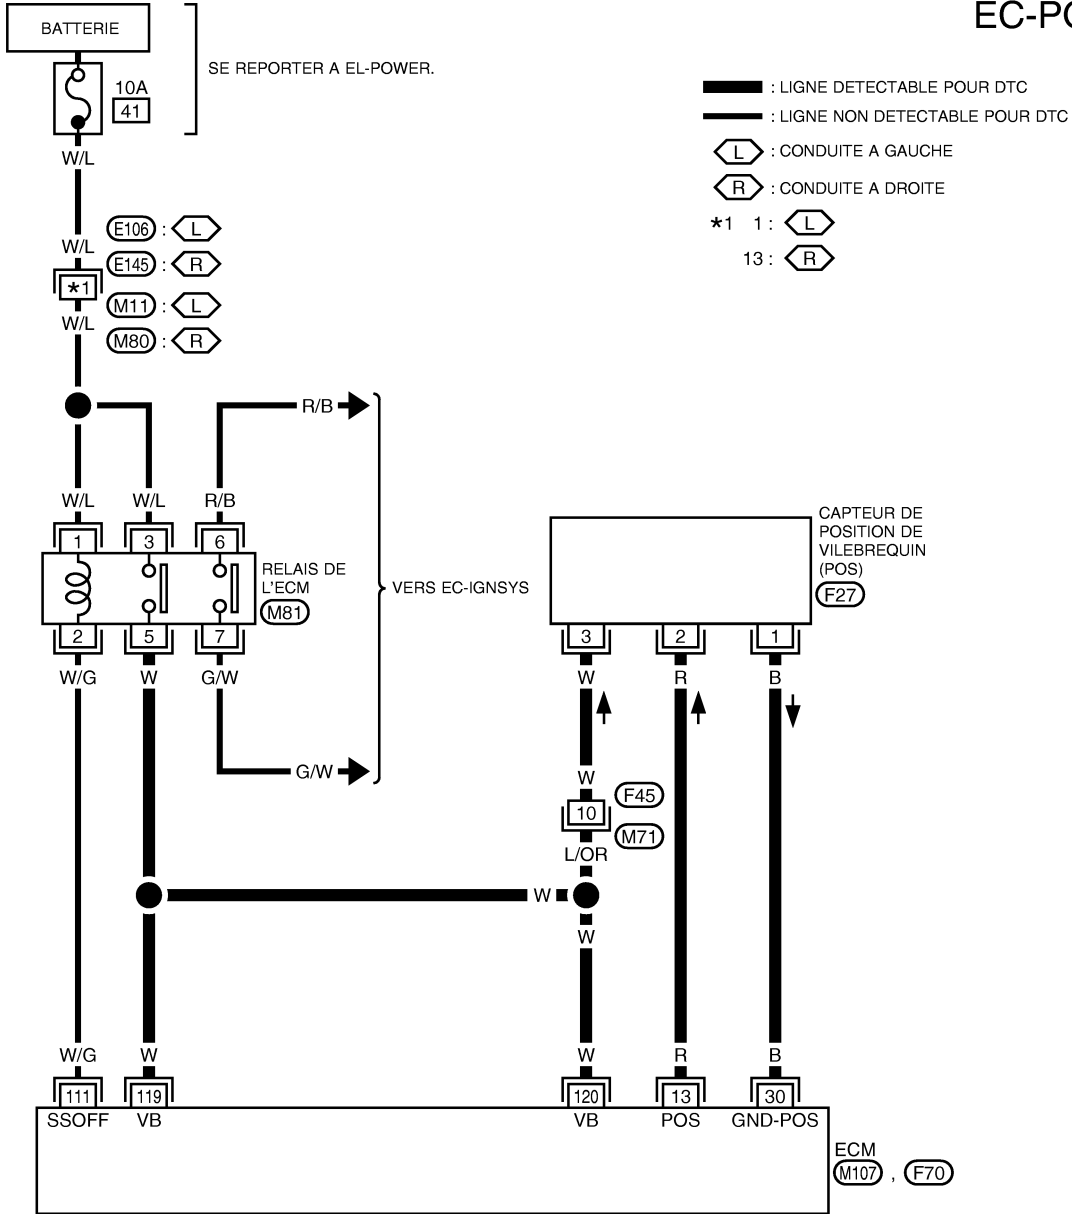 EC-PO
BATTERIE
SE REPORTER A EL-POWER.
10A
41
: LIGNE DETECTABLE POUR DTC
: LIGNE NON DETECTABLE POUR DTC
L : CONDUITE A GAUCHE
R : CONDUITE A DROITE
*1 1 : L
13 : R
W/L
W/L
E106 : L
E145 : R
*1
M11 : L
W/L
M80 : R
R/B
W/L W/L R/B
1 3 6
RELAIS DE
L'ECM
M81
VERS EC-IGNSYS
2 5 7
W/G W G/W
G/W
CAPTEUR DE
POSITION DE
VILEBREQUIN
(POS)
F27
3 2 1
W R B
W
F45
10
M71
L/OR
W
W
W/G W W R B
111 119 120 13 30
SSOFF VB VB POS GND-POS
ECM
M107 , F70